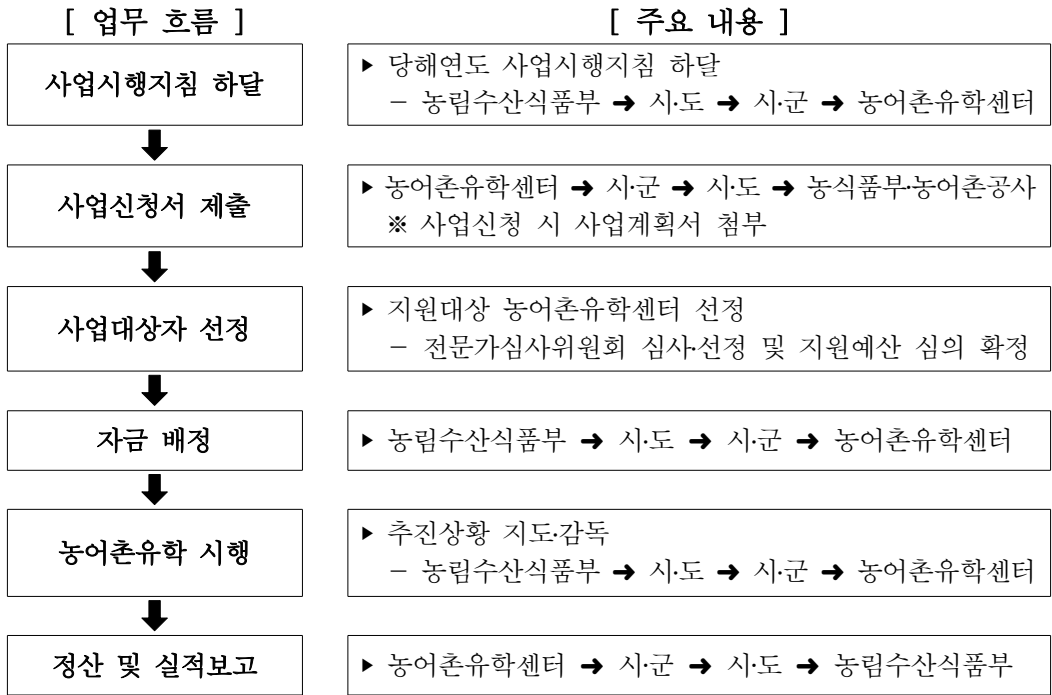 [ 업무 흐름 ]
[ 주요 내용 ]
사업시행지침 하달
▶ 당해연도 사업시행지침 하달
- 농림수산식품부 → 시·도 → 시·군 → 농어촌유학센터
사업신청서 제출
▶ 농어촌유학센터 → 시·군 → 시·도 → 농식품부·농어촌공사
※ 사업신청 시 사업계획서 첨부
사업대상자 선정
▶ 지원대상 농어촌유학센터 선정
- 전문가심사위원회 심사·선정 및 지원예산 심의 확정
자금 배정
▶ 농림수산식품부 → 시·도 → 시·군 → 농어촌유학센터
농어촌유학 시행
▶ 추진상황 지도·감독
- 농림수산식품부 → 시·도 → 시·군 → 농어촌유학센터
정산 및 실적보고
▶ 농어촌유학센터 → 시·군 → 시·도 → 농림수산식품부